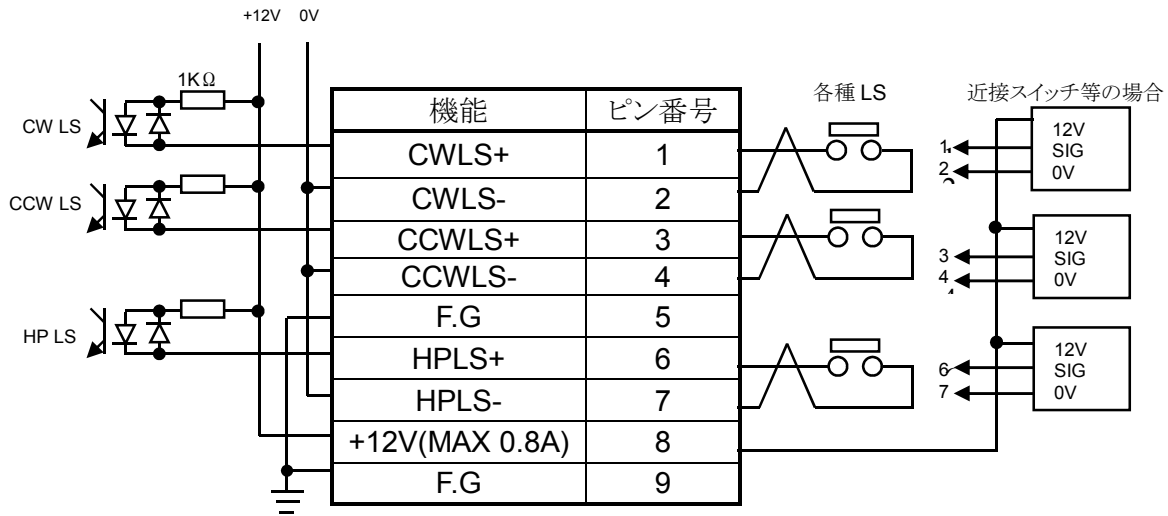 +12V 0V
1KΩ
CW LS
CCW LS
HP LS
機能 ピン番号
CWLS+ 1
CWLS- 2
CCWLS+ 3
CCWLS- 4
F.G 5
HPLS+ 6
HPLS- 7
+12V(MAX 0.8A) 8
F.G 9
各種 LS
近接スイッチ等の場合
1
2
12V
SIG
0V
3
4
12V
SIG
0V
6
7
12V
SIG
0V